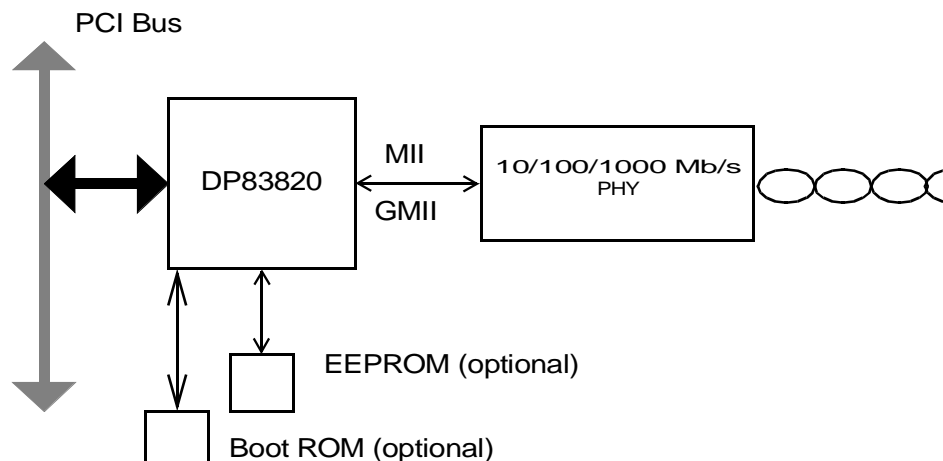 PCI Bus
DP83820
MII
GMII
10/100/1000 Mb/s
PHY
EEPROM (optional)
Boot ROM (optional)